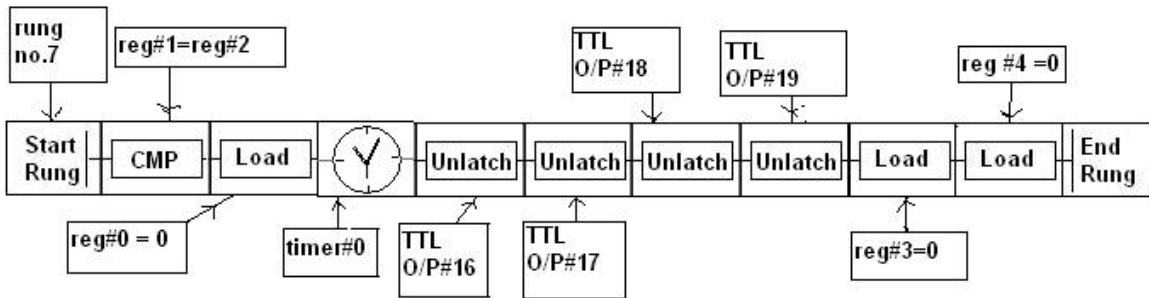 rung
no.7
reg#1=reg#2
TTL
O/P#18
TTL
O/P#19
reg #4 =0
Start
Rung
CMP
Load
Unlatch
Unlatch
Unlatch
Unlatch
Load
Load
End
Rung
reg#0 = 0
timer#0
TTL
O/P#16
TTL
O/P#17
reg#3=0